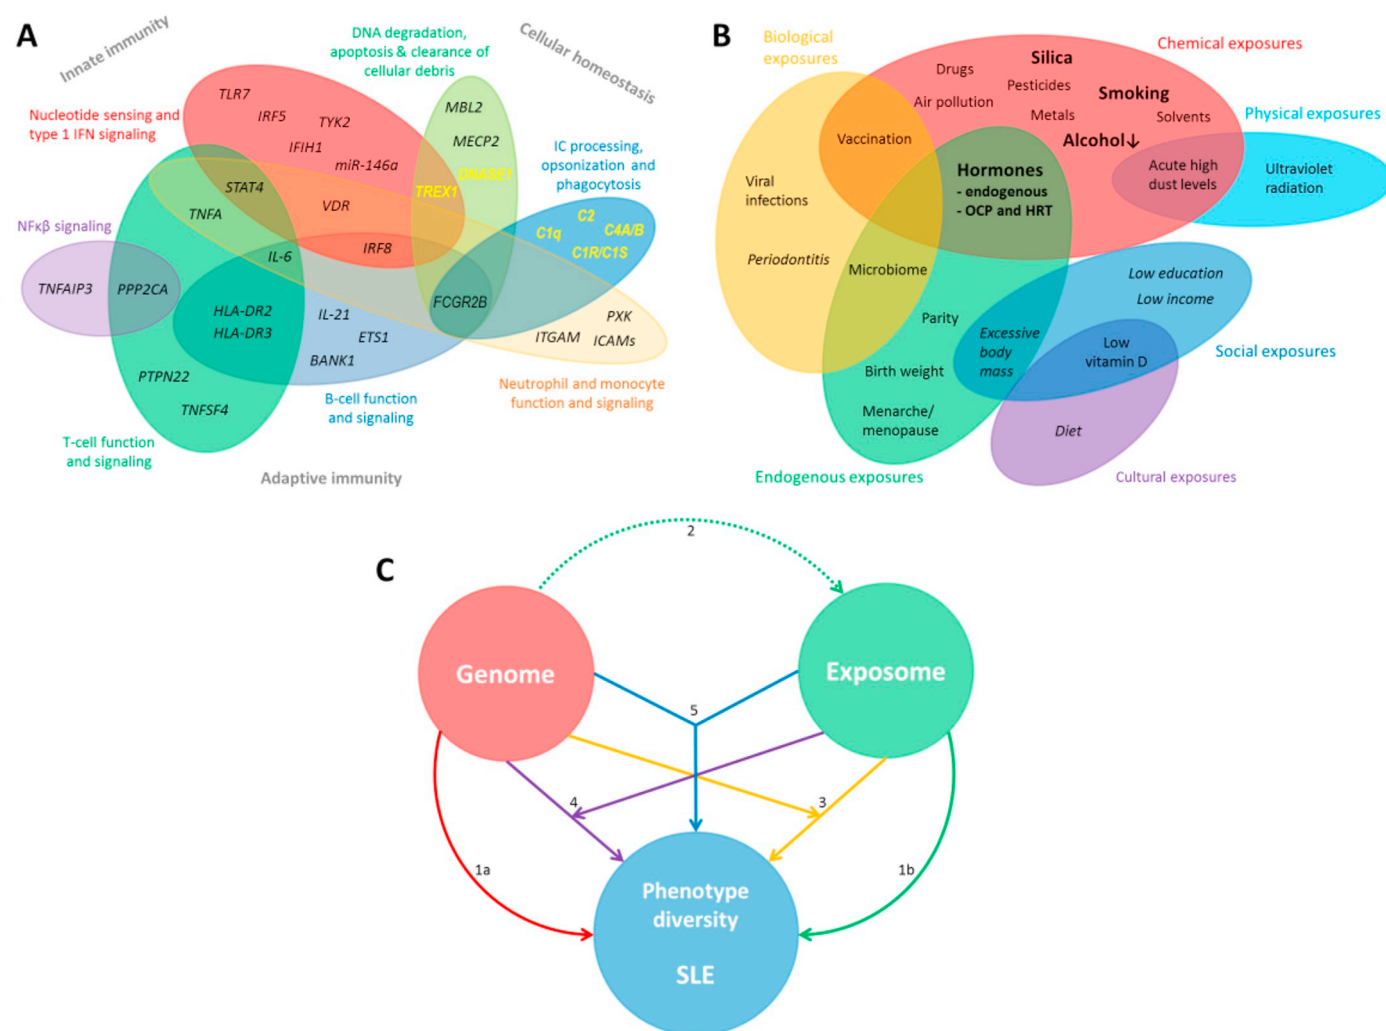 A
Innate immunity
DNA degradation,
apoptosis & clearance of
cellular debris
Cellular homeostasis
Nucleotide sensing and
type 1 IFN signaling
TLR7
IRF5
TYK2
IFIH1
miR-146a
MBL2
MECP2
DNASE1
TREX1
IC processing,
opsonization and
phagocytosis
STAT4
TNFA
VDR
IRF8
IL-6
C2
C1q
C4A/B
C1R/C1S
NFκβ signaling
TNFAIP3
PPP2CA
HLA-DR2
HLA-DR3
IL-21
ETS1
BANK1
FCGR2B
PXK
ITGAM
ICAMs
PTPN22
TNFSF4
B-cell function
and signaling
Neutrophil and monocyte
function and signaling
T-cell function
and signaling
Adaptive immunity
B
Biological
exposures
Chemical exposures
Silica
Drugs
Pesticides
Air pollution
Smoking
Metals
Solvents
Alcohol↓
Physical exposures
Vaccination
Hormones
- endogenous
- OCP and HRT
Acute high
dust levels
Ultraviolet
radiation
Viral
infections
Periodontitis
Microbiome
Low education
Low income
Parity
Excessive
body
mass
Low
vitamin D
Social exposures
Birth weight
Menarche/
menopause
Diet
Endogenous exposures
Cultural exposures
C
2
Genome
Exposome
5
4
3
1a
1b
Phenotype
diversity
SLE